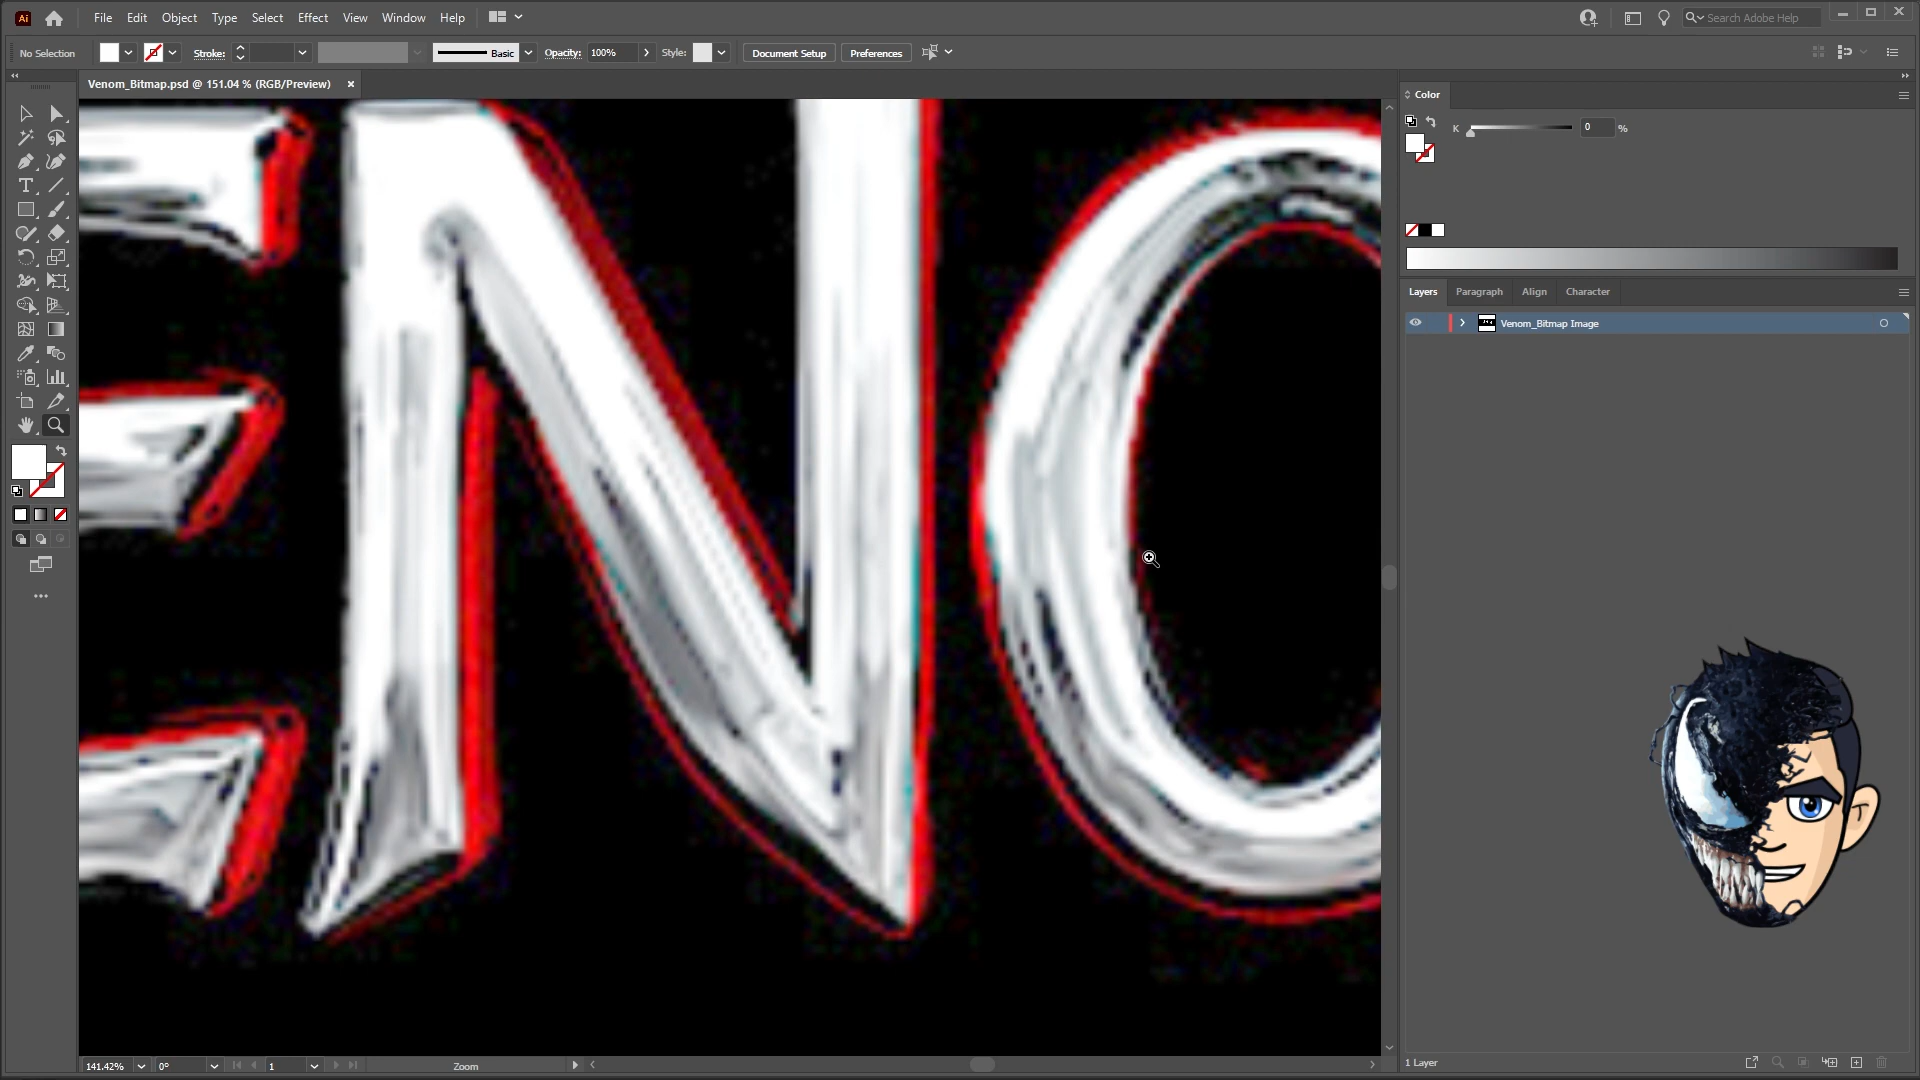 Ai File Edit Object Type Select Effect View Window Help Search Adobe Help
No Selection Stroke: Basic Opacity: 100% Style: Document Setup Preferences
Venom_Bitmap.psd @ 151.04 % (RGB/Preview)
Color
K 0 %
Layers Paragraph Align Character
Venom_Bitmap Image
ENO
141.42% 0° 1 Zoom
1 Layer